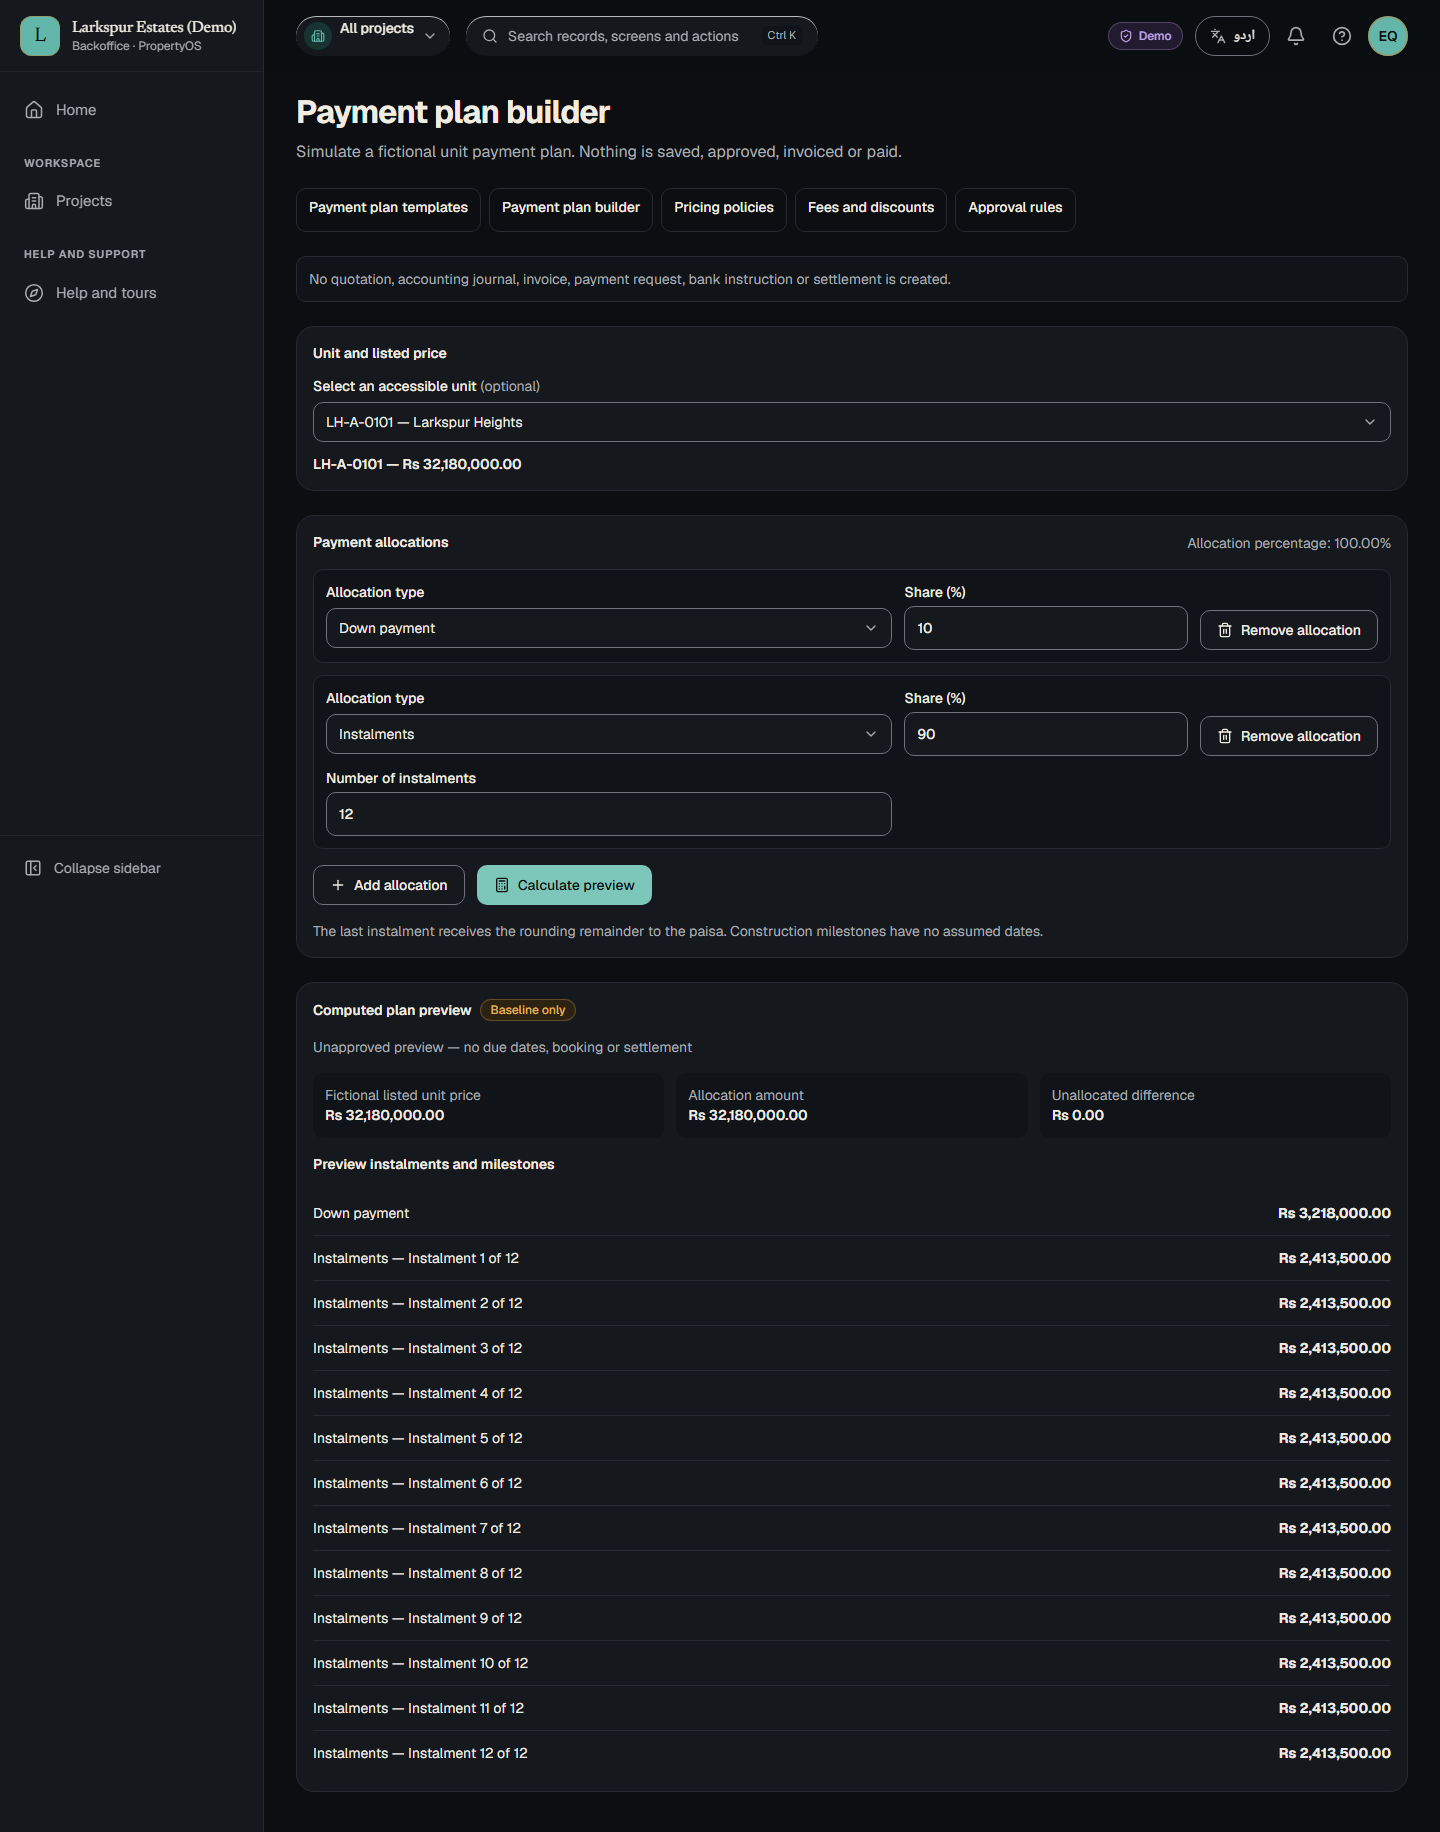 L
Larkspur Estates (Demo)
Backoffice · PropertyOS
All projects
Search records, screens and actions
Ctrl K
Demo
اردو
EQ
Home
WORKSPACE
Projects
HELP AND SUPPORT
Help and tours
Collapse sidebar
Payment plan builder
Simulate a fictional unit payment plan. Nothing is saved, approved, invoiced or paid.
Payment plan templates
Payment plan builder
Pricing policies
Fees and discounts
Approval rules
No quotation, accounting journal, invoice, payment request, bank instruction or settlement is created.
Unit and listed price
Select an accessible unit (optional)
LH-A-0101 — Larkspur Heights
LH-A-0101 — Rs 32,180,000.00
Payment allocations
Allocation percentage: 100.00%
Allocation type
Share (%)
Down payment
10
Remove allocation
Allocation type
Share (%)
Instalments
90
Remove allocation
Number of instalments
12
Add allocation
Calculate preview
The last instalment receives the rounding remainder to the paisa. Construction milestones have no assumed dates.
Computed plan preview
Baseline only
Unapproved preview — no due dates, booking or settlement
Fictional listed unit price
Rs 32,180,000.00
Allocation amount
Rs 32,180,000.00
Unallocated difference
Rs 0.00
Preview instalments and milestones
Down payment Rs 3,218,000.00
Instalments — Instalment 1 of 12 Rs 2,413,500.00
Instalments — Instalment 2 of 12 Rs 2,413,500.00
Instalments — Instalment 3 of 12 Rs 2,413,500.00
Instalments — Instalment 4 of 12 Rs 2,413,500.00
Instalments — Instalment 5 of 12 Rs 2,413,500.00
Instalments — Instalment 6 of 12 Rs 2,413,500.00
Instalments — Instalment 7 of 12 Rs 2,413,500.00
Instalments — Instalment 8 of 12 Rs 2,413,500.00
Instalments — Instalment 9 of 12 Rs 2,413,500.00
Instalments — Instalment 10 of 12 Rs 2,413,500.00
Instalments — Instalment 11 of 12 Rs 2,413,500.00
Instalments — Instalment 12 of 12 Rs 2,413,500.00